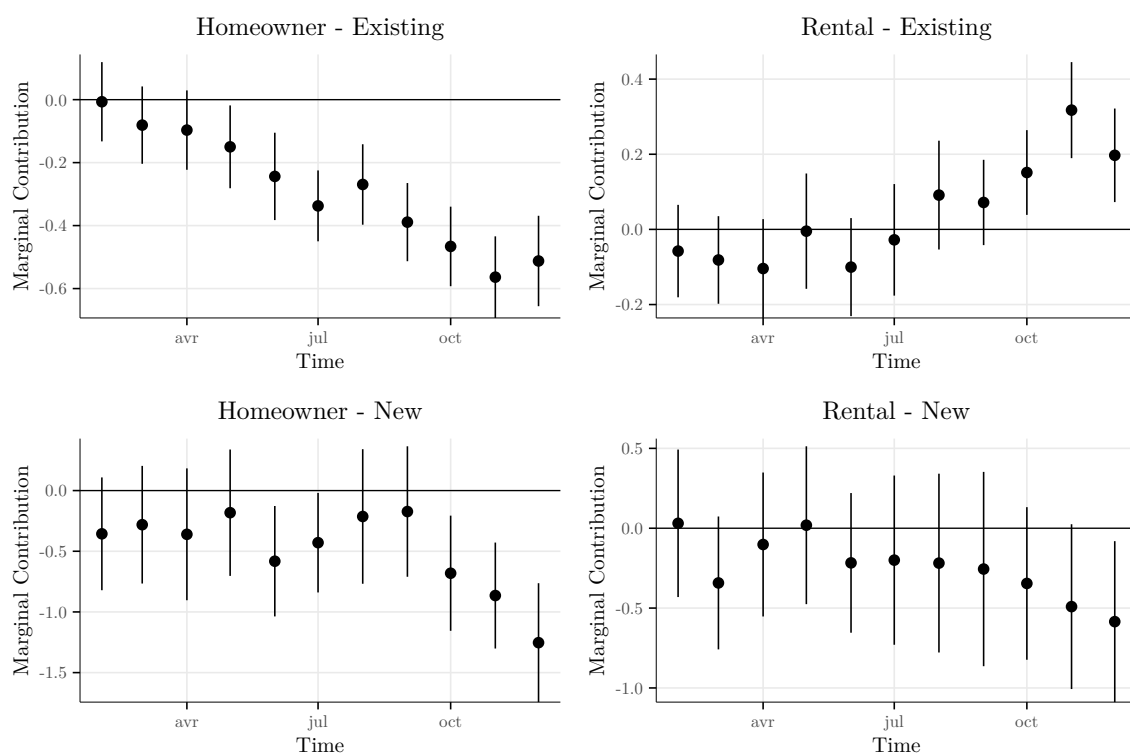 Homeowner - Existing
Marginal Contribution
0.0
-0.2
-0.4
-0.6
avr jul oct
Time
Rental - Existing
Marginal Contribution
0.4
0.2
0.0
-0.2
avr jul oct
Time
Homeowner - New
Marginal Contribution
0.0
-0.5
-1.0
-1.5
avr jul oct
Time
Rental - New
Marginal Contribution
0.5
0.0
-0.5
-1.0
avr jul oct
Time